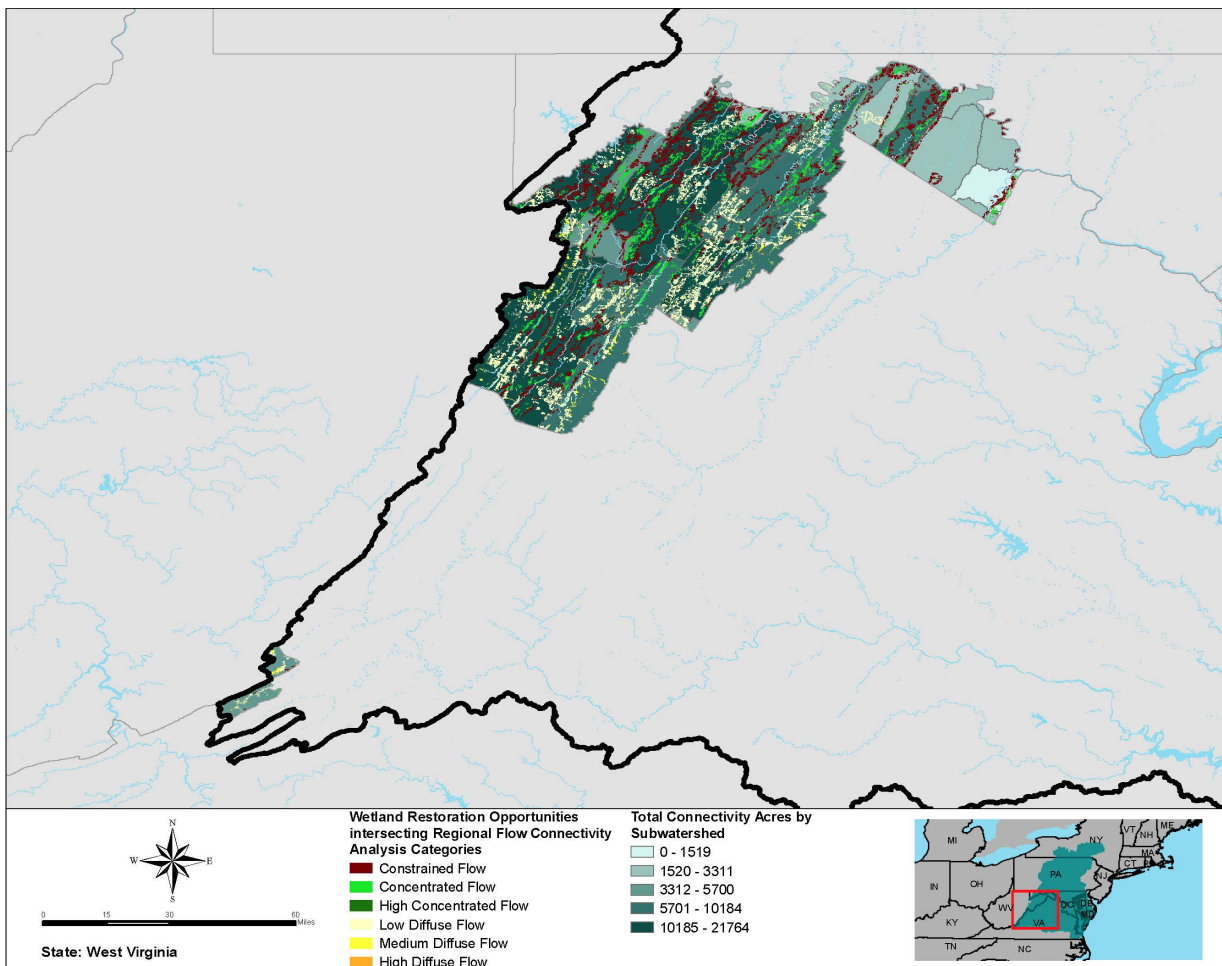 N
W E
S
0 15 30 60
Miles
State: West Virginia
Wetland Restoration Opportunities
intersecting Regional Flow Connectivity
Analysis Categories
Constrained Flow
Concentrated Flow
High Concentrated Flow
Low Diffuse Flow
Medium Diffuse Flow
High Diffuse Flow
Total Connectivity Acres by
Subwatershed
0 - 1519
1520 - 3311
3312 - 5700
5701 - 10184
10185 - 21764
MI
NY
VT
NH
ME
MA
CT
PA
NJ
IN
OH
WV
DC
DE
MD
KY
VA
TN
NC